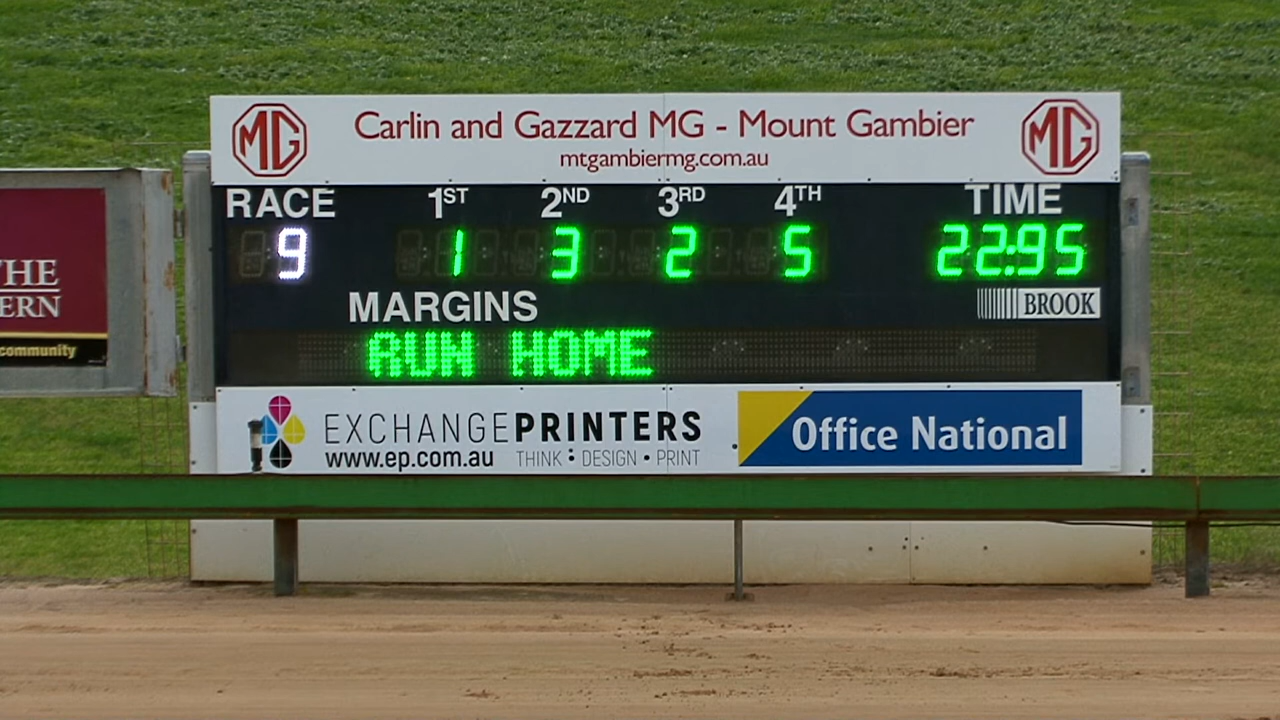 MG Carlin and Gazzard MG - Mount Gambier MG
mtgambiermg.com.au
RACE 1ST 2ND 3RD 4TH TIME
9 1 3 2 5 22:95
MARGINS
BROOK
RUN HOME
THE
ERN
community
EXCHANGEPRINTERS
www.ep.com.au THINK : DESIGN • PRINT
Office National